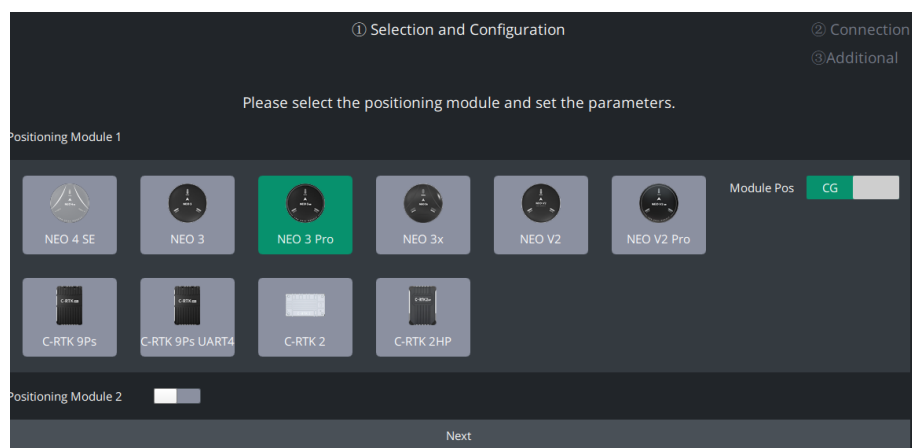 ① Selection and Configuration
② Connection
③Additional
Please select the positioning module and set the parameters.
Positioning Module 1
Module Pos CG
NEO 4 SE NEO 3 NEO 3 Pro NEO 3x NEO V2 NEO V2 Pro
C-RTK 9Ps C-RTK 9Ps UART4 C-RTK 2 C-RTK 2HP
Positioning Module 2
Next